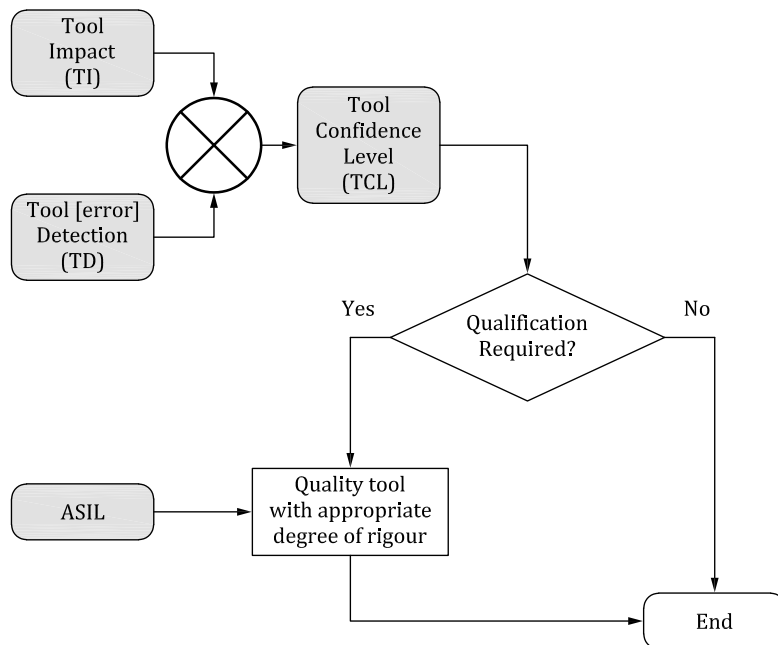 Tool
Impact
(TI)
Tool
Confidence
Level
(TCL)
Tool [error]
Detection
(TD)
Yes
No
Qualification
Required?
ASIL
Quality tool
with appropriate
degree of rigour
End